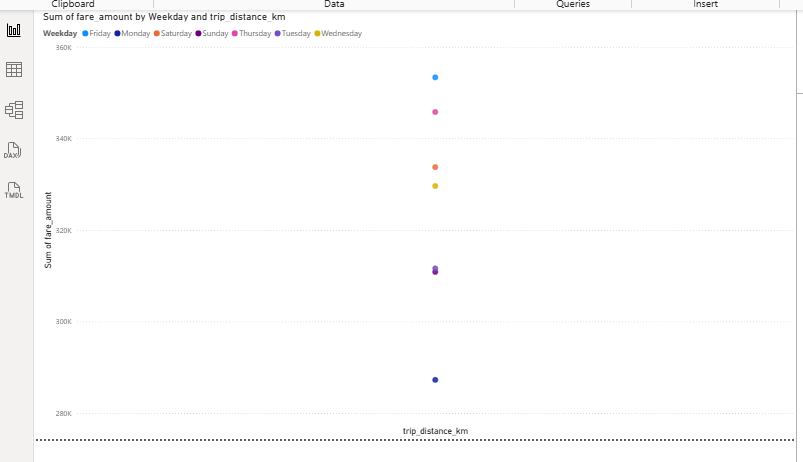 Clipboard Data Queries Insert
Sum of fare_amount by Weekday and trip_distance_km
Weekday Friday Monday Saturday Sunday Thursday Tuesday Wednesday
360K
340K
320K
300K
280K
Sum of fare_amount
trip_distance_km
DAX
TMDL